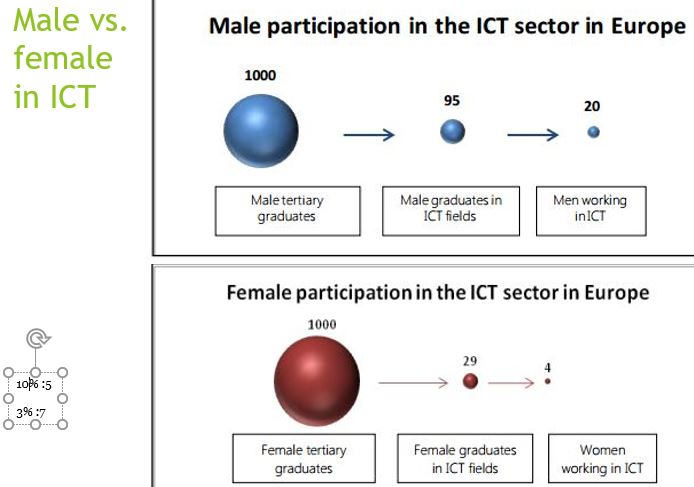 Male vs.
female
in ICT
Male participation in the ICT sector in Europe
1000
95
20
Male tertiary
graduates
Male graduates in
ICT fields
Men working
in ICT
Female participation in the ICT sector in Europe
1000
29
4
Female tertiary
graduates
Female graduates
in ICT fields
Women
working in ICT
10% :5
3% :7